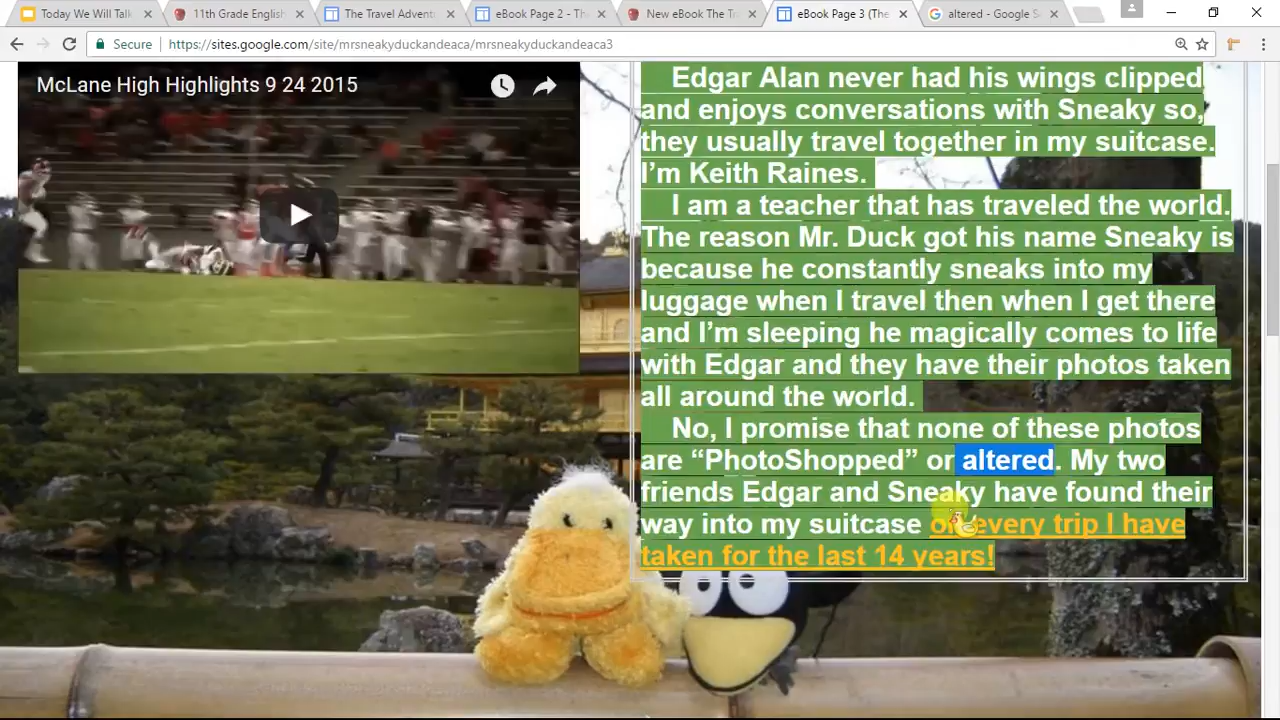 Today We Will Talk
11th Grade English
The Travel Advent
eBook Page 2 - Th
New eBook The Tr
eBook Page 3 (The
altered - Google S
Secure
https://sites.google.com/site/mrsneakyduckandeaca/mrsneakyduckandeaca3
McLane High Highlights 9 24 2015
Edgar Alan never had his wings clipped
and enjoys conversations with Sneaky so,
they usually travel together in my suitcase.
I’m Keith Raines.
I am a teacher that has traveled the world.
The reason Mr. Duck got his name Sneaky is
because he constantly sneaks into my
luggage when I travel then when I get there
and I’m sleeping he magically comes to life
with Edgar and they have their photos taken
all around the world.
No, I promise that none of these photos
are “PhotoShopped” or altered. My two
friends Edgar and Sneaky have found their
way into my suitcase on every trip I have
taken for the last 14 years!